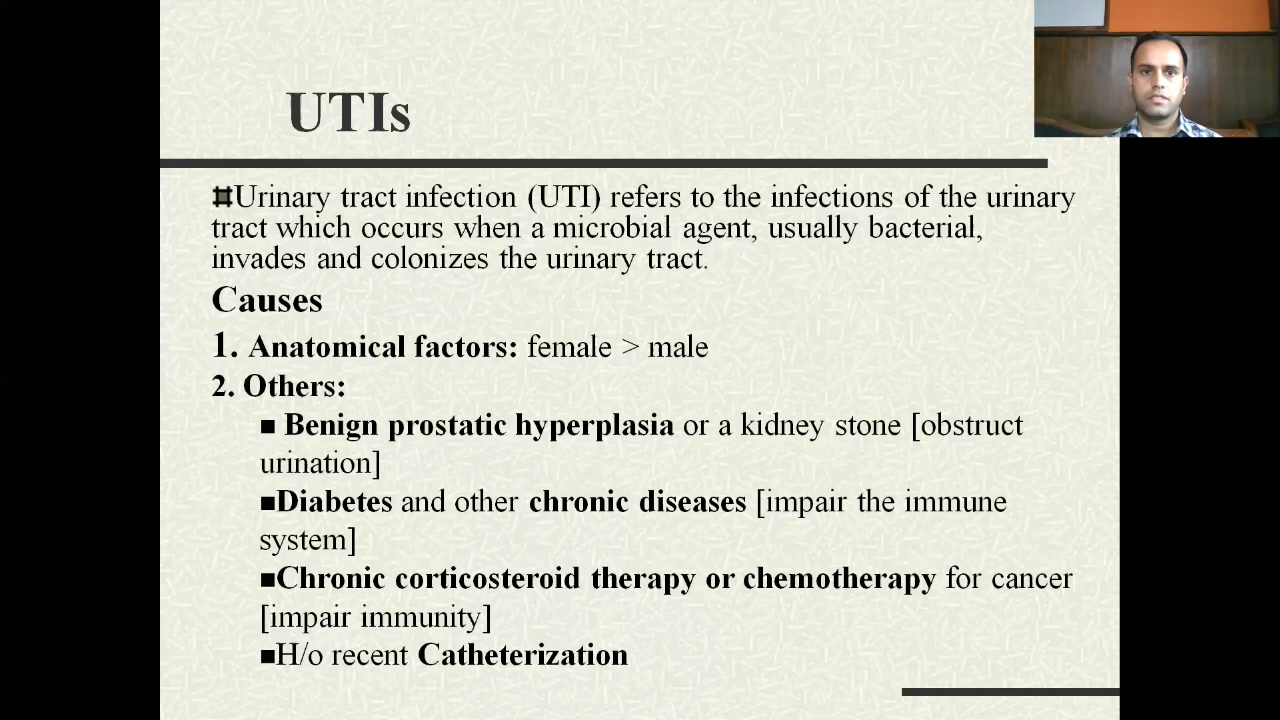 UTIs
Urinary tract infection (UTI) refers to the infections of the urinary
tract which occurs when a microbial agent, usually bacterial,
invades and colonizes the urinary tract.
Causes
1. Anatomical factors: female > male
2. Others:
■ Benign prostatic hyperplasia or a kidney stone [obstruct
urination]
■Diabetes and other chronic diseases [impair the immune
system]
■Chronic corticosteroid therapy or chemotherapy for cancer
[impair immunity]
■H/o recent Catheterization